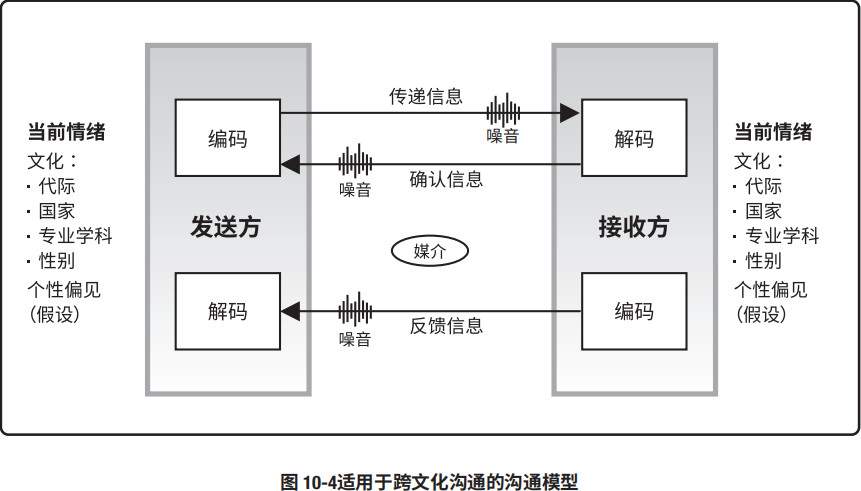 当前情绪
文化：
· 代际
· 国家
· 专业学科
· 性别
个性偏见
（假设）
编码
发送方
解码
传递信息
噪音
噪音
确认信息
媒介
噪音
反馈信息
解码
接收方
编码
当前情绪
文化：
· 代际
· 国家
· 专业学科
· 性别
个性偏见
（假设）
图 10-4适用于跨文化沟通的沟通模型